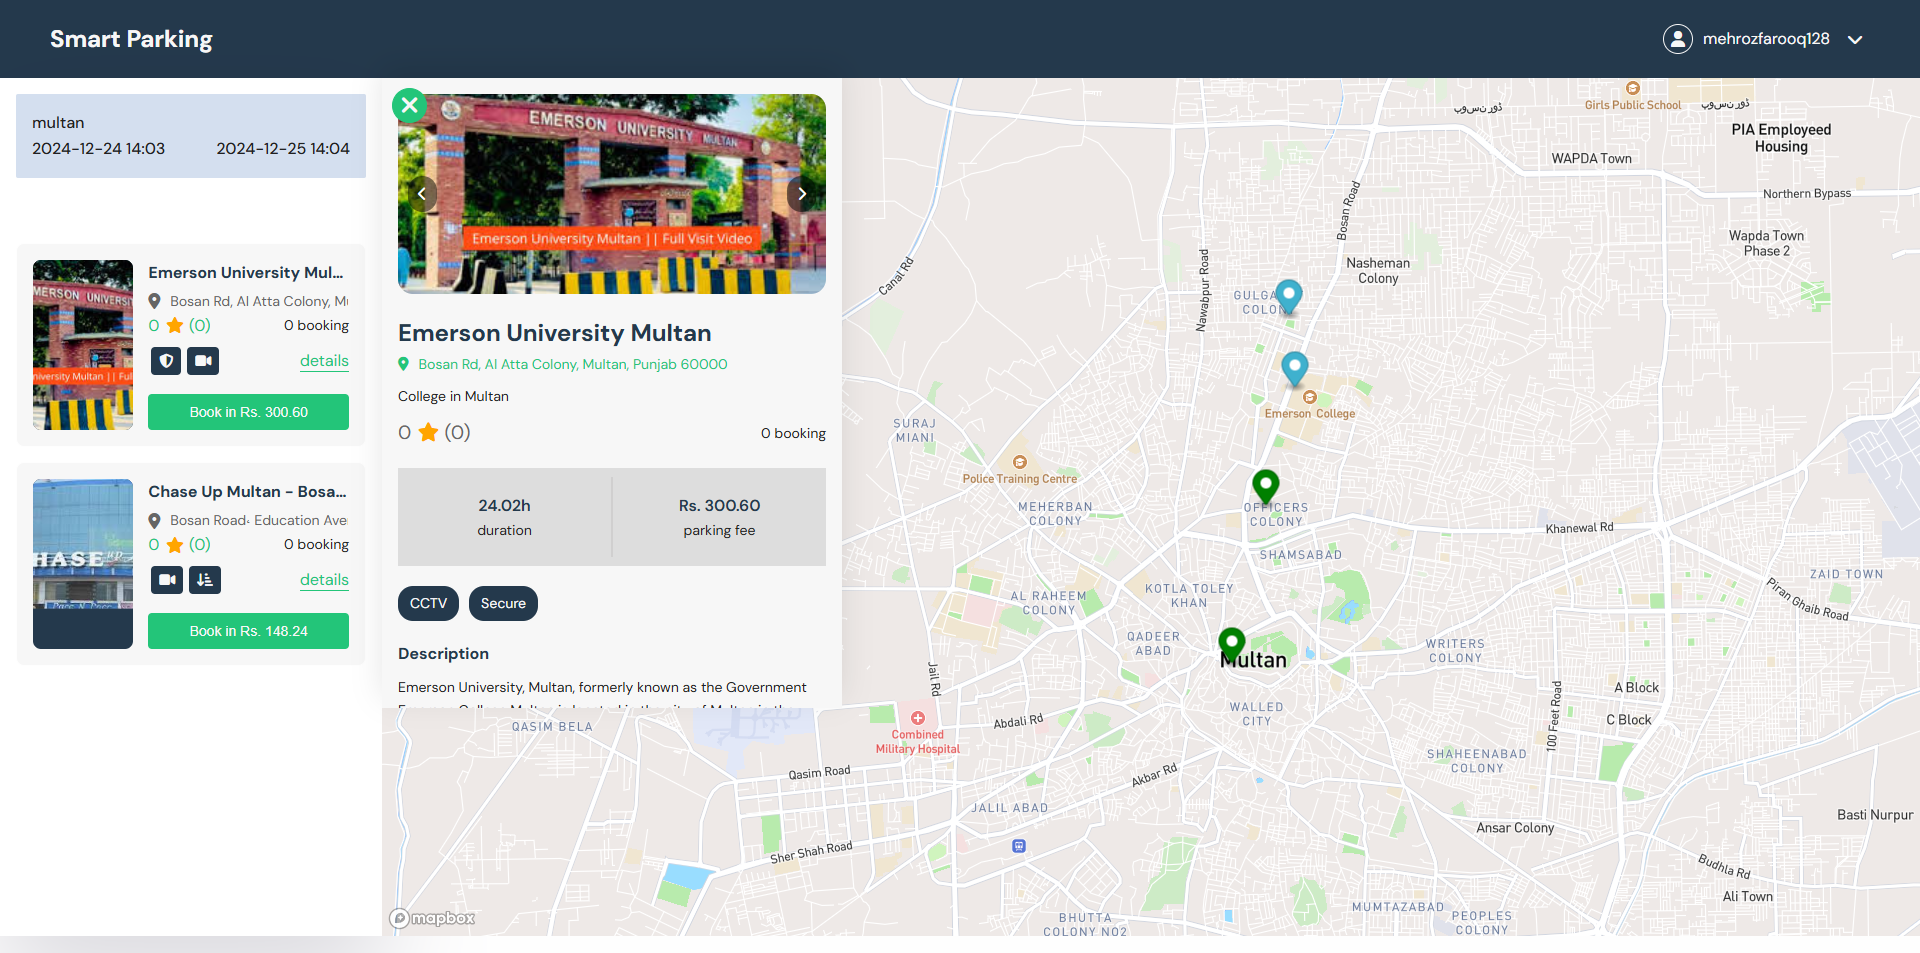 Smart Parking
mehrozfarooq128
multan
2024-12-24 14:03
2024-12-25 14:04
Emerson University Mul...
Bosan Rd, Al Atta Colony, Mu
0 (0)
0 booking
details
Book in Rs. 300.60
Chase Up Multan - Bosa...
Bosan Road، Education Ave
0 (0)
0 booking
details
Book in Rs. 148.24
EMERSON UNIVERSITY MULTAN
Emerson University Multan || Full Visit Video
Emerson University Multan
Bosan Rd, Al Atta Colony, Multan, Punjab 60000
College in Multan
0 (0)
0 booking
24.02h
duration
Rs. 300.60
parking fee
CCTV
Secure
Description
Emerson University, Multan, formerly known as the Government
Girls Public School
PIA Employeed
Housing
WAPDA Town
Northern Bypass
Bosan Road
Wapda Town
Phase 2
Nasheman
Colony
Canal Rd
Nawabpur Road
Emerson College
SURAJ
MIANI
Police Training Centre
MEHERBAN
COLONY
OFFICERS
COLONY
Khanewal Rd
SHAMSABAD
ZAID TOWN
Piran Ghaib Road
KOTLA TOLEY
KHAN
AL RAHEEM
COLONY
QADEER
ABAD
WRITERS
COLONY
Multan
Jail Rd
A Block
C Block
100 Feet Road
WALLED
CITY
Abdali Rd
QASIM BELA
Combined
Military Hospital
SHAHEENABAD
COLONY
Qasim Road
Akbar Rd
JALIL ABAD
Basti Nurpur
Ansar Colony
Sher Shah Road
Budhla Rd
Ali Town
MUMTAZABAD
PEOPLES
COLONY
BHUTTA
COLONY NO2
mapbox